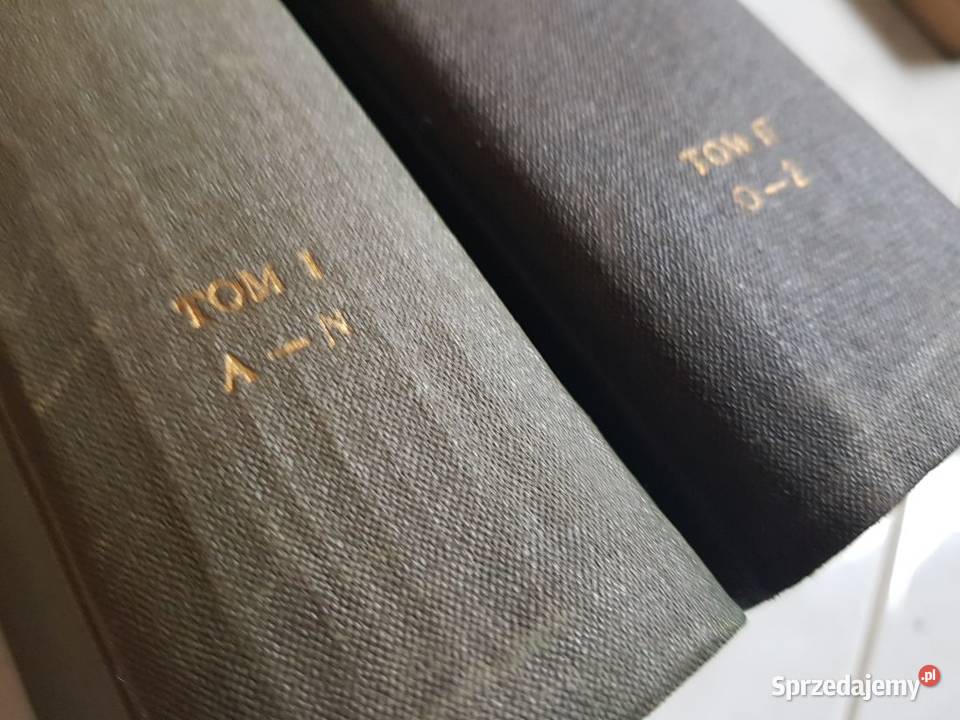 TOM I
A—N
TOM II
O—Z
Sprzedajemy.pl